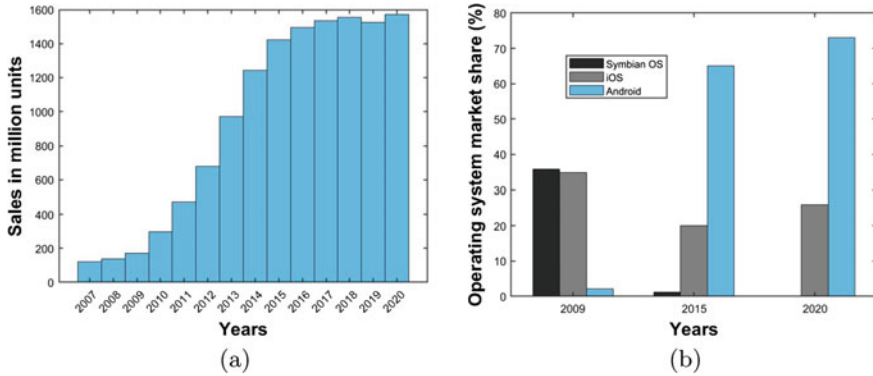 Sales in million units
1600
1400
1200
1000
800
600
400
200
0
2007 2008 2009 2010 2011 2012 2013 2014 2015 2016 2017 2018 2019 2020
Years
(a)
Operating system market share (%)
80
70
60
50
40
30
20
10
0
Symbian OS
iOS
Android
2009 2015 2020
Years
(b)